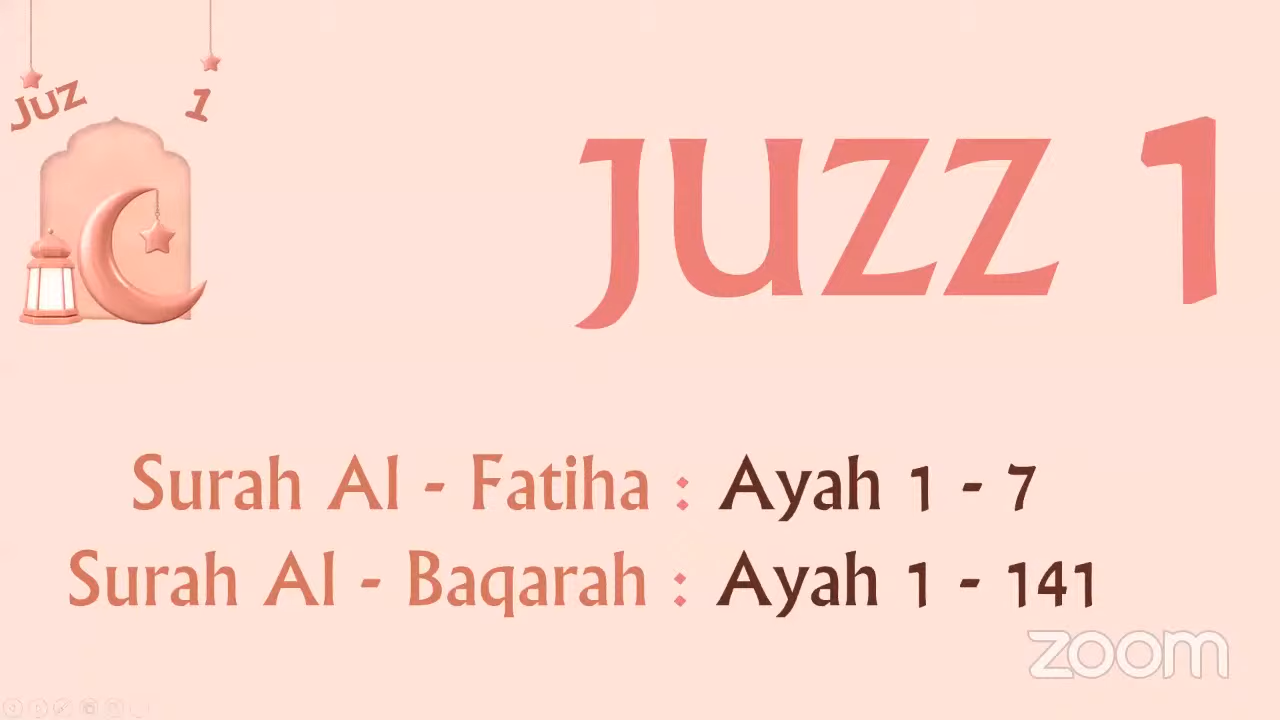 Juz 1
JUZZ 1
Surah Al - Fatiha : Ayah 1 - 7
Surah Al - Baqarah : Ayah 1 - 141
zoom